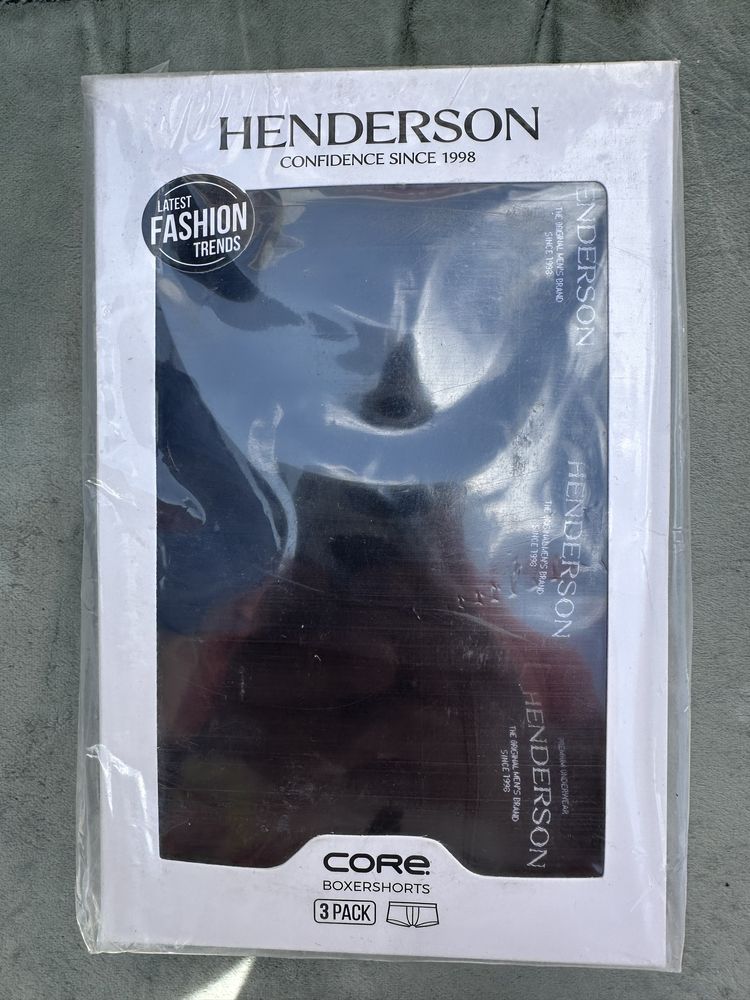 HENDERSON
CONFIDENCE SINCE 1998
LATEST
FASHION
TRENDS
ENDERSON
THE ORIGINAL MEN'S BRAND
SINCE 1998
HENDERSON
THE ORIGINAL MEN'S BRAND
SINCE 1998
PREMIUM UNDERWEAR
HENDERSON
THE ORIGINAL MEN'S BRAND
SINCE 1998
CORE.
BOXERSHORTS
3 PACK